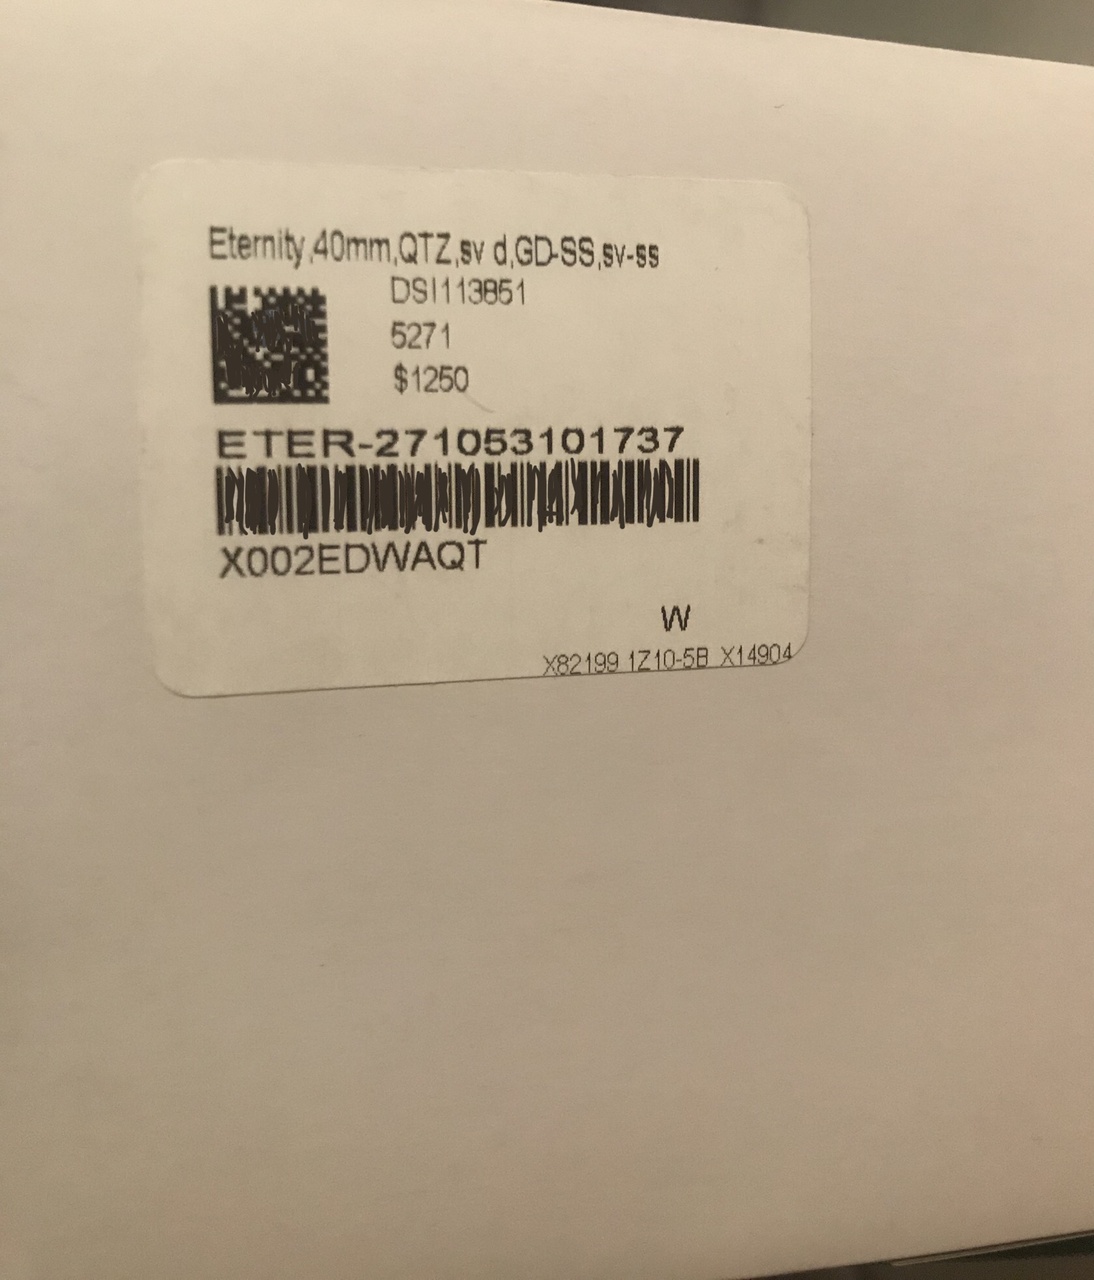 Eternity,40mm,QTZ,sv d,GD-SS,sv-ss
DSI113851
5271
$1250
ETER-271053101737
X002EDWAQT
W
X82199 1Z10-5B X14904